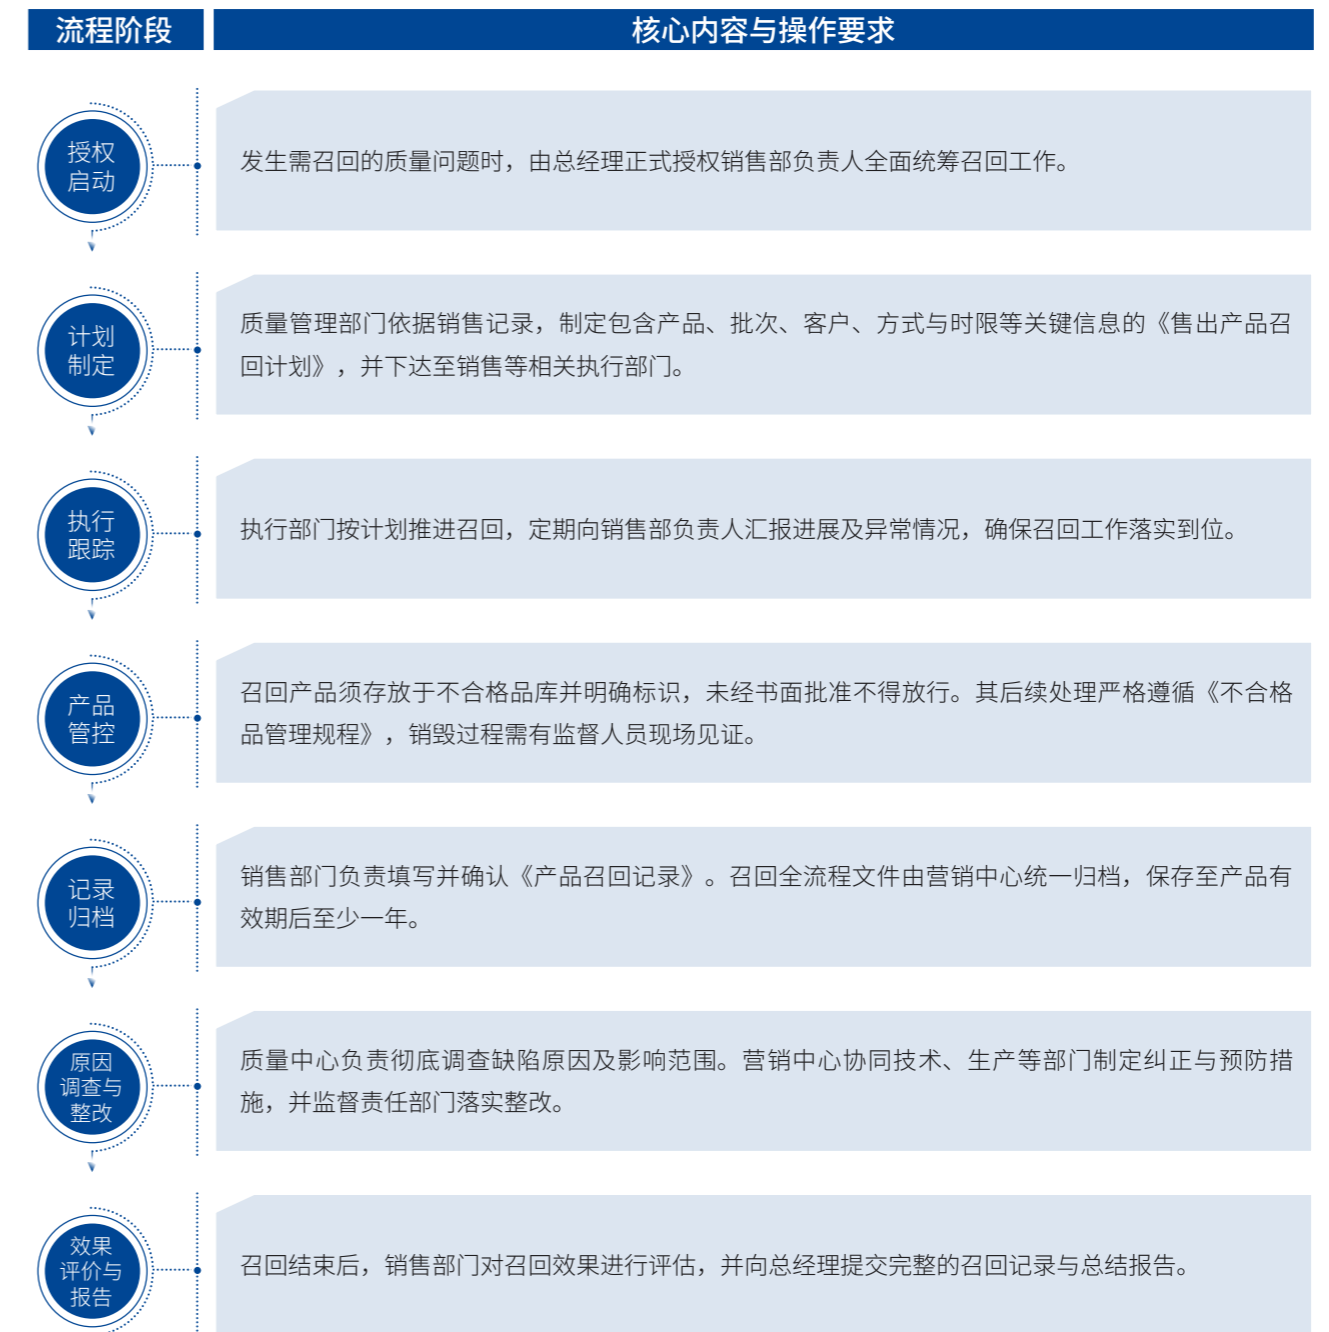 流程阶段
核心内容与操作要求
授权
启动
发生需召回的质量问题时，由总经理正式授权销售部负责人全面统筹召回工作。
计划
制定
质量管理部门依据销售记录，制定包含产品、批次、客户、方式与时限等关键信息的《售出产品召
回计划》，并下达至销售等相关执行部门。
执行
跟踪
执行部门按计划推进召回，定期向销售部负责人汇报进展及异常情况，确保召回工作落实到位。
产品
管控
召回产品须存放于不合格品库并明确标识，未经书面批准不得放行。其后续处理严格遵循《不合格
品管理规程》，销毁过程需有监督人员现场见证。
记录
归档
销售部门负责填写并确认《产品召回记录》。召回全流程文件由营销中心统一归档，保存至产品有
效期后至少一年。
原因
调查与
整改
质量中心负责彻底调查缺陷原因及影响范围。营销中心协同技术、生产等部门制定纠正与预防措
施，并监督责任部门落实整改。
效果
评价与
报告
召回结束后，销售部门对召回效果进行评估，并向总经理提交完整的召回记录与总结报告。